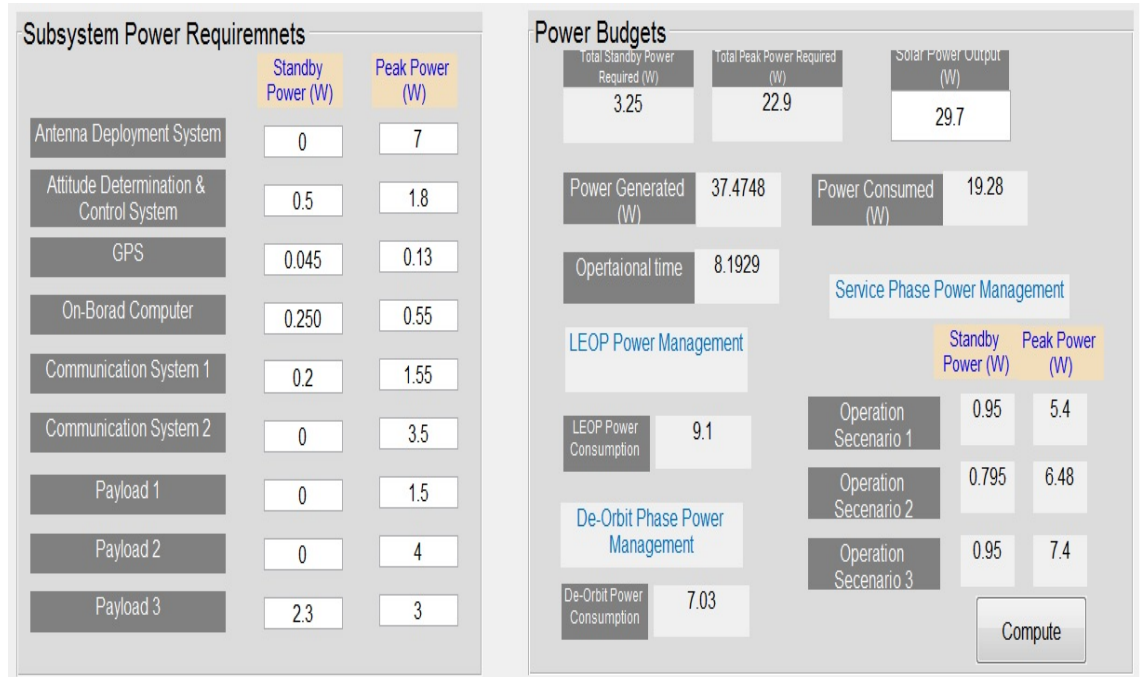 Subsystem Power Requiremnets
Standby
Power (W)
Peak Power
(W)
Antenna Deployment System
0
7
Attitude Determination &
Control System
0.5
1.8
GPS
0.045
0.13
On-Borad Computer
0.250
0.55
Communication System 1
0.2
1.55
Communication System 2
0
3.5
Payload 1
0
1.5
Payload 2
0
4
Payload 3
2.3
3
Power Budgets
Total Standby Power
Required (W)
3.25
Total Peak Power Required
(W)
22.9
Solar Power Output
(W)
29.7
Power Generated
(W)
37.4748
Power Consumed
(W)
19.28
Opertaional time
8.1929
LEOP Power Management
LEOP Power
Consumption
9.1
De-Orbit Phase Power
Management
De-Orbit Power
Consumption
7.03
Service Phase Power Management
Standby
Power (W)
Peak Power
(W)
Operation
Secenario 1
0.95
5.4
Operation
Secenario 2
0.795
6.48
Operation
Secenario 3
0.95
7.4
Compute